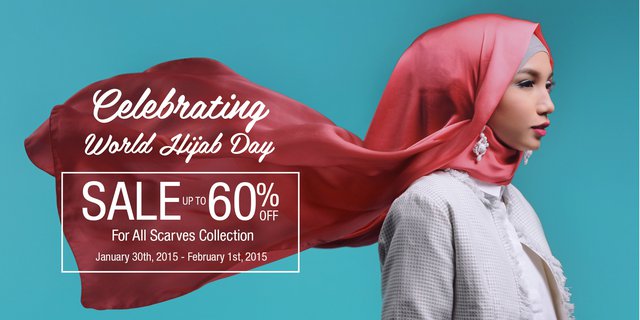 Celebrating
World Hijab Day
SALE UP TO 60% OFF
For All Scarves Collection
January 30th, 2015 - February 1st, 2015